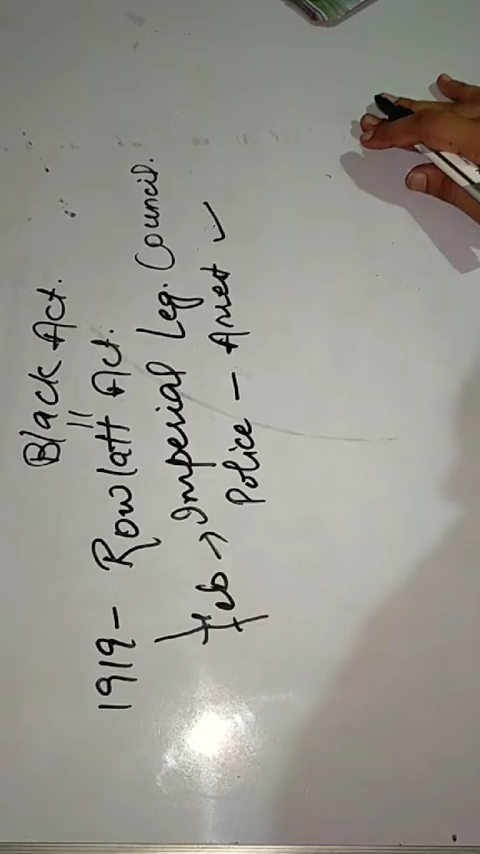 Black Act.
||
1919 - Rowlatt Act.
Feb → Imperial Leg. Council.
Police - Arrest ✓